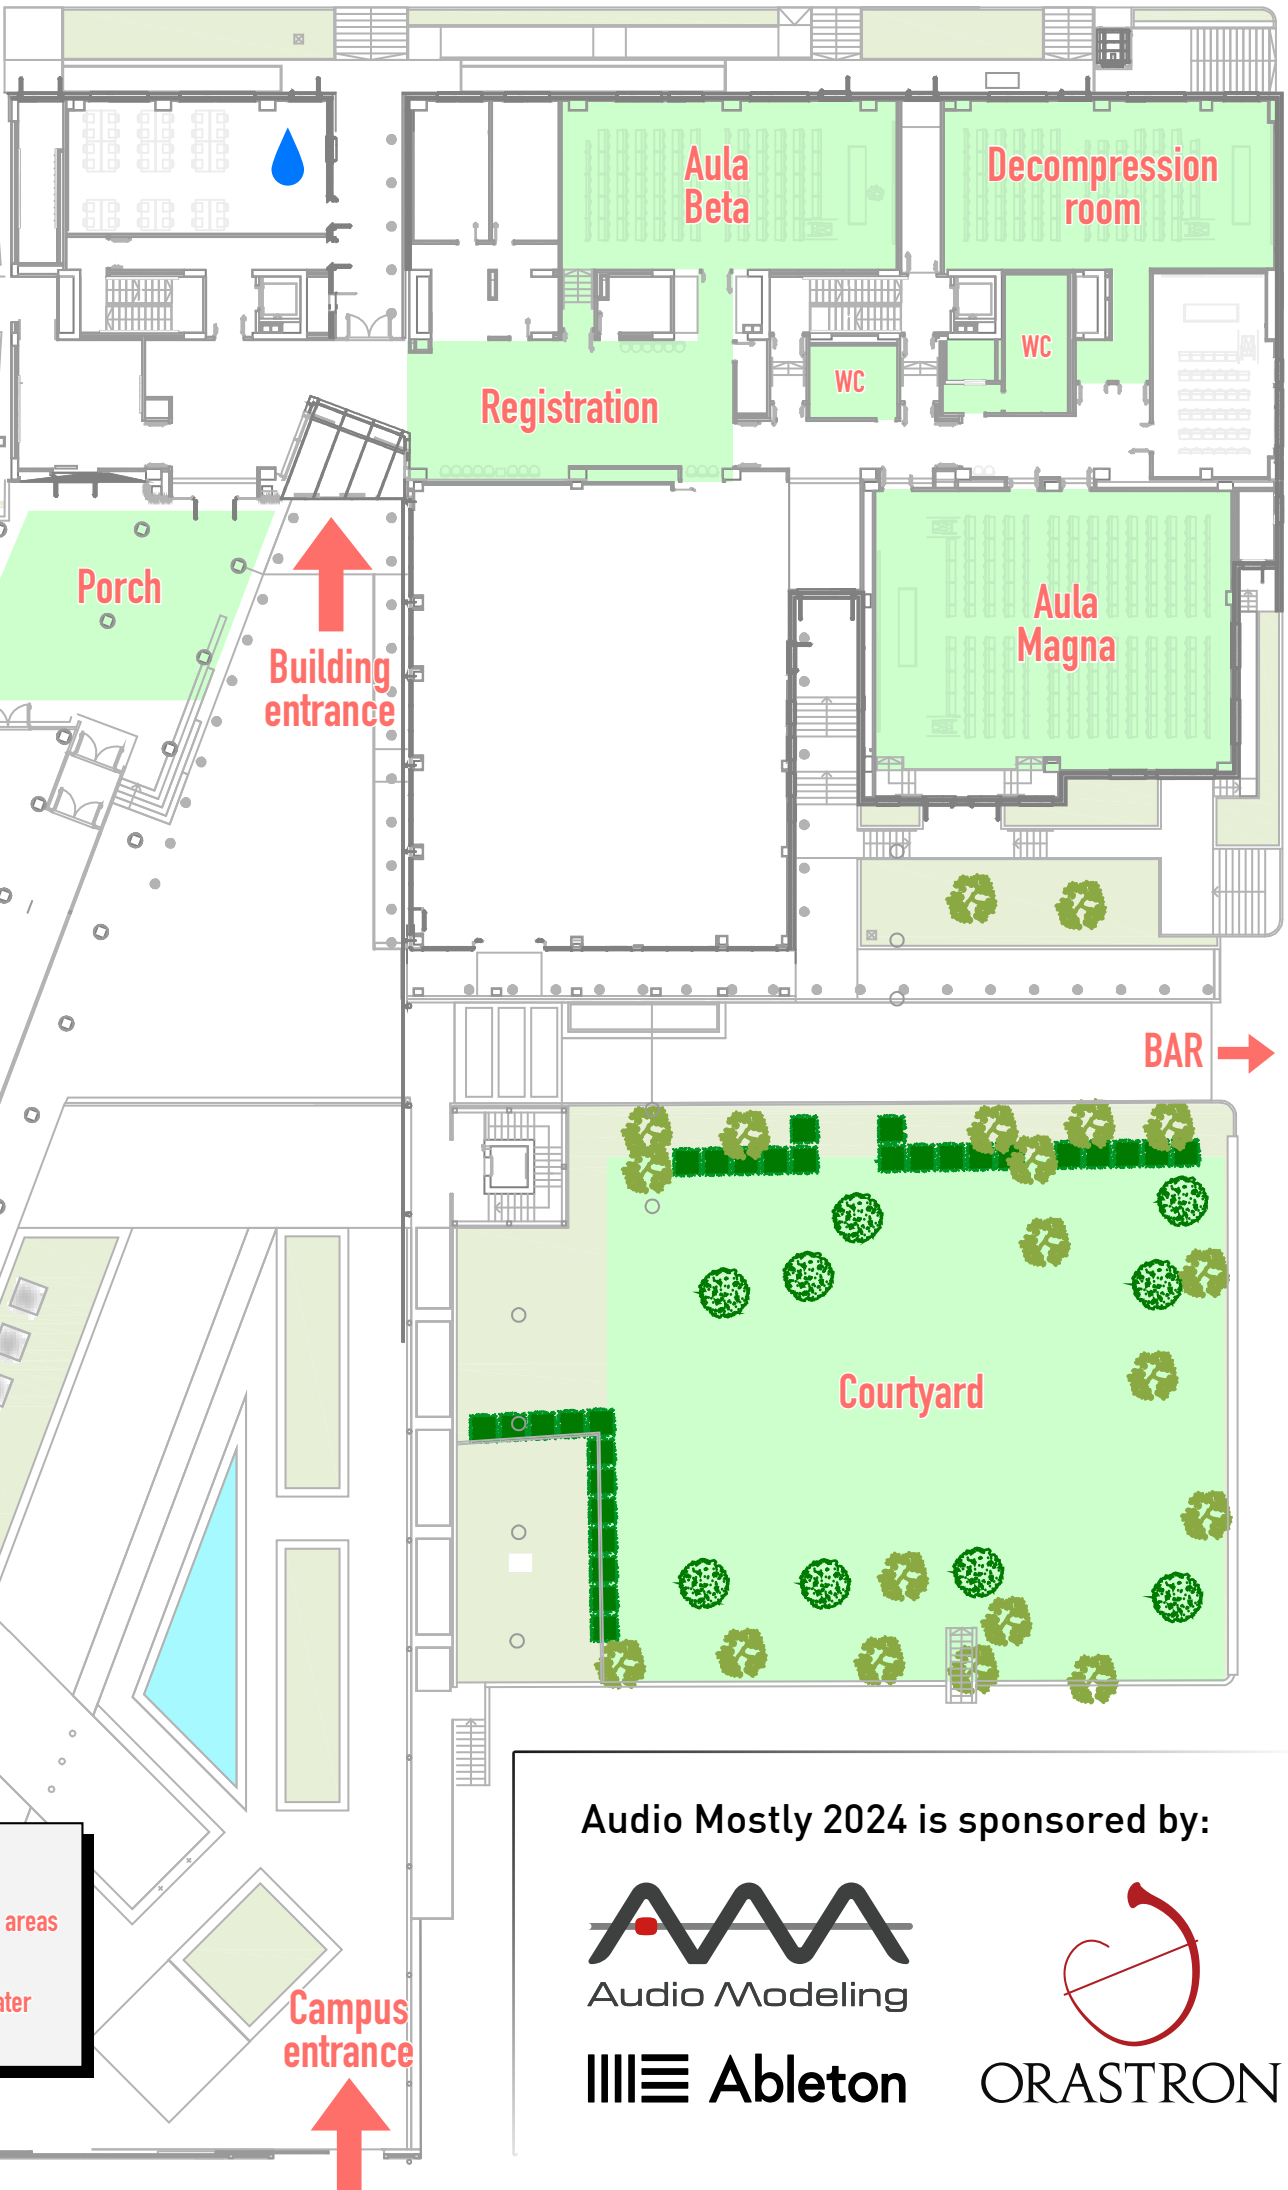 Aula
Beta
Decompression
room
WC
WC
Registration
Porch
Building
entrance
Aula
Magna
BAR
Courtyard
areas
Campus
entrance
Audio Mostly 2024 is sponsored by:
Audio Modeling
Ableton
ORASTRON